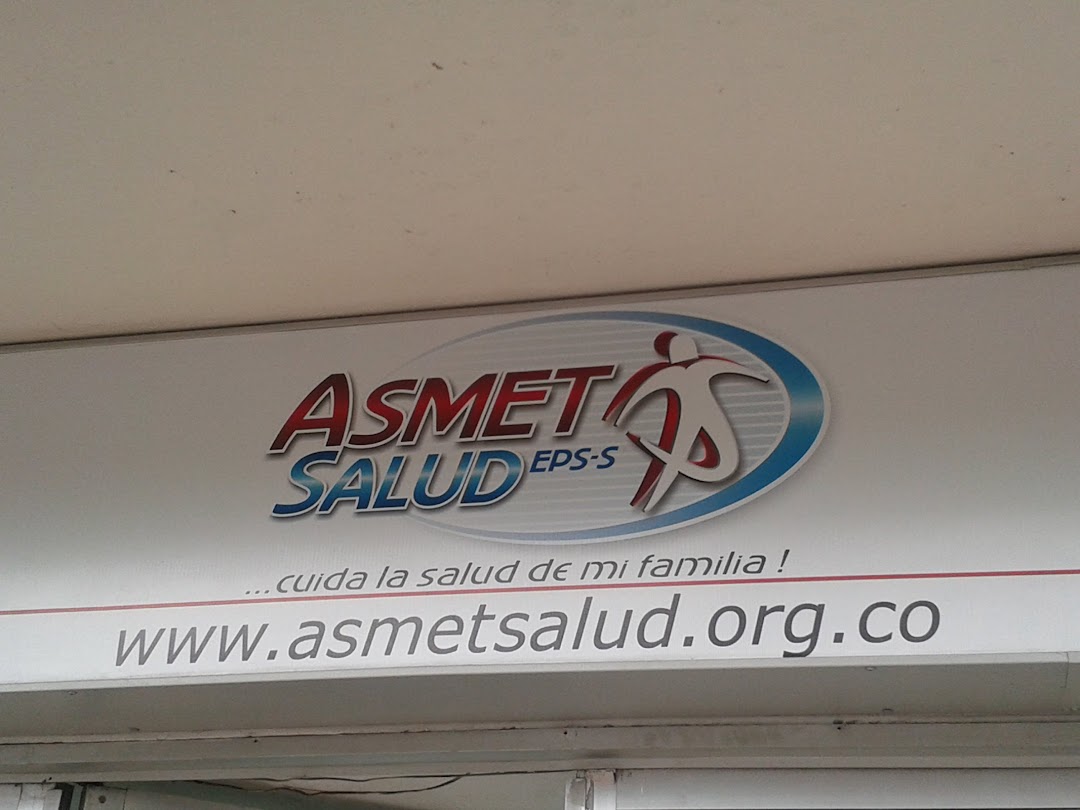 ASMET
SALUD EPS-S
...cuida la salud de mi familia !
www.asmetsalud.org.co